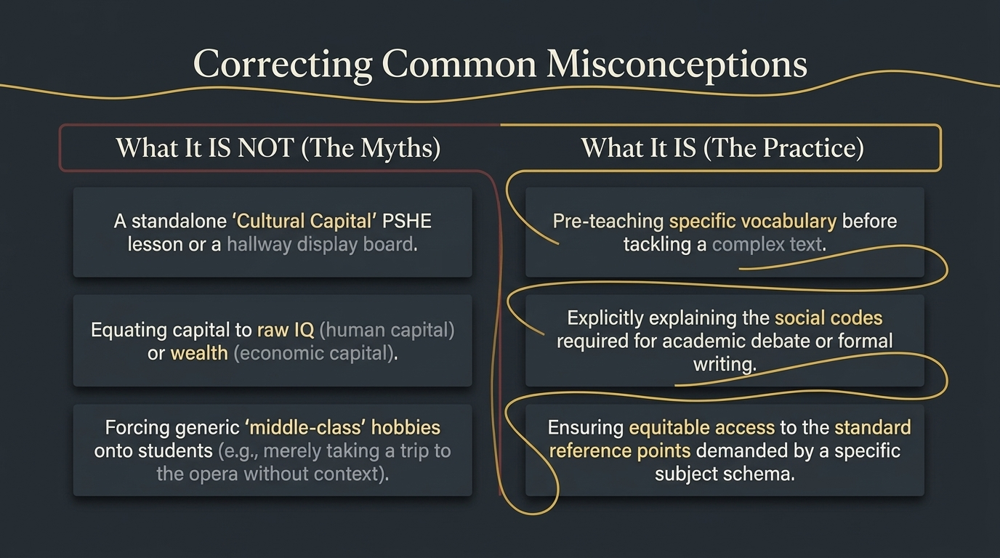 Correcting Common Misconceptions
What It IS NOT (The Myths)
What It IS (The Practice)
A standalone ‘Cultural Capital’ PSHE
lesson or a hallway display board.
Pre-teaching specific vocabulary before
tackling a complex text.
Equating capital to raw IQ (human capital)
or wealth (economic capital).
Explicitly explaining the social codes
required for academic debate or formal
writing.
Forcing generic ‘middle-class’ hobbies
onto students (e.g., merely taking a trip to
the opera without context).
Ensuring equitable access to the standard
reference points demanded by a specific
subject schema.